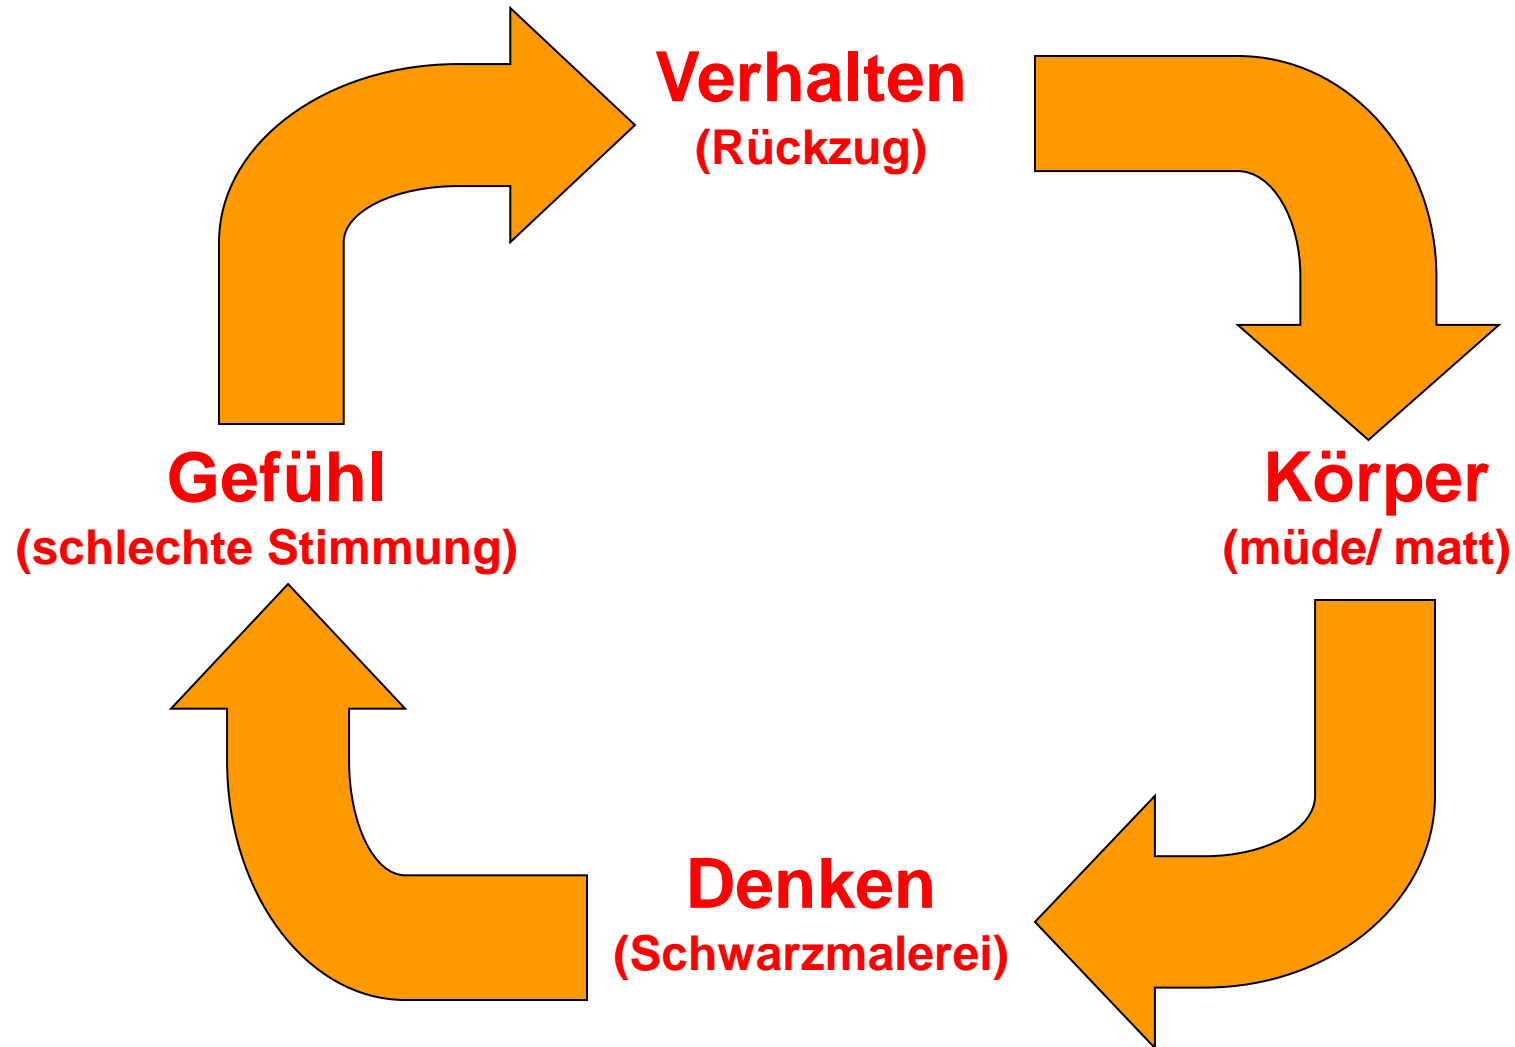 Verhalten
(Rückzug)
Gefühl
(schlechte Stimmung)
Körper
(müde/ matt)
Denken
(Schwarzmalerei)